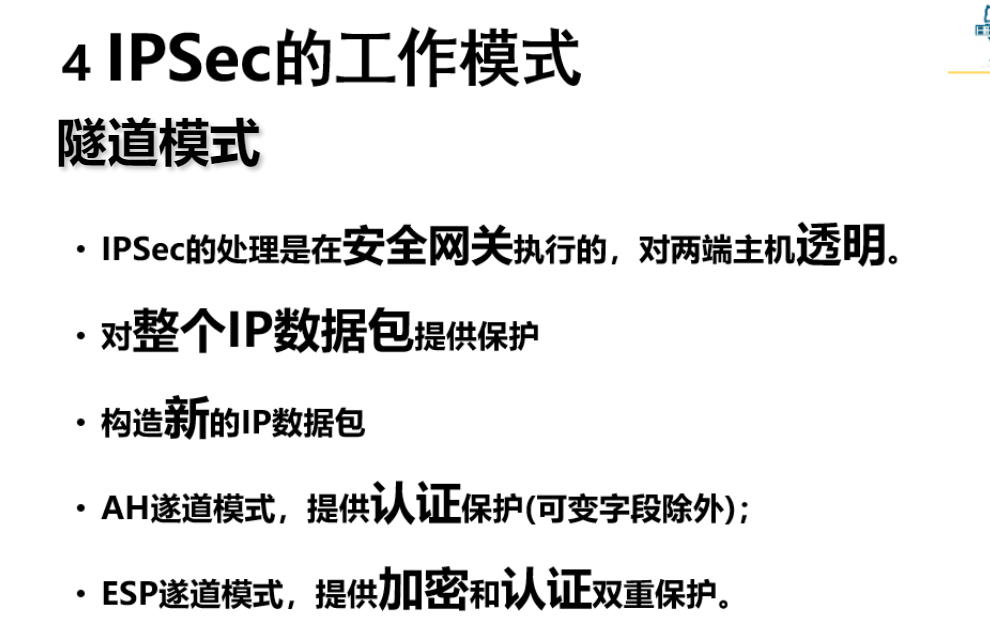 4 IPSec的工作模式
隧道模式
• IPSec的处理是在安全网关执行的，对两端主机透明。
• 对整个IP数据包提供保护
• 构造新的IP数据包
• AH遂道模式，提供认证保护(可变字段除外)；
• ESP遂道模式，提供加密和认证双重保护。